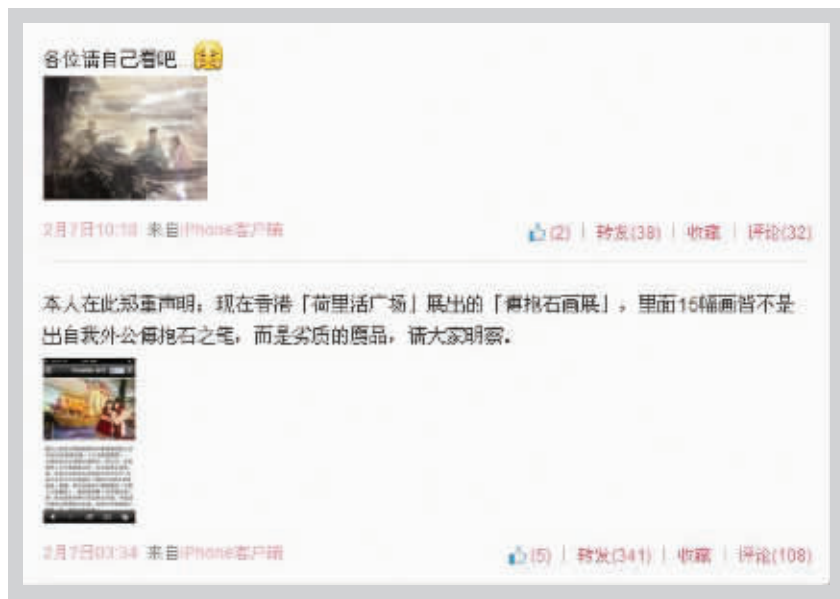 各位请自己看吧
2月7日10:18 来自iPhone客户端
(2) | 转发(38) | 收藏 | 评论(32)
本人在此郑重声明：现在香港「荷里活广场」展出的「傅抱石画展」，里面15幅画皆不是
出自我外公傅抱石之笔，而是劣质的赝品，请大家明察。
2月7日03:34 来自iPhone客户端
(5) | 转发(341) | 收藏 | 评论(108)